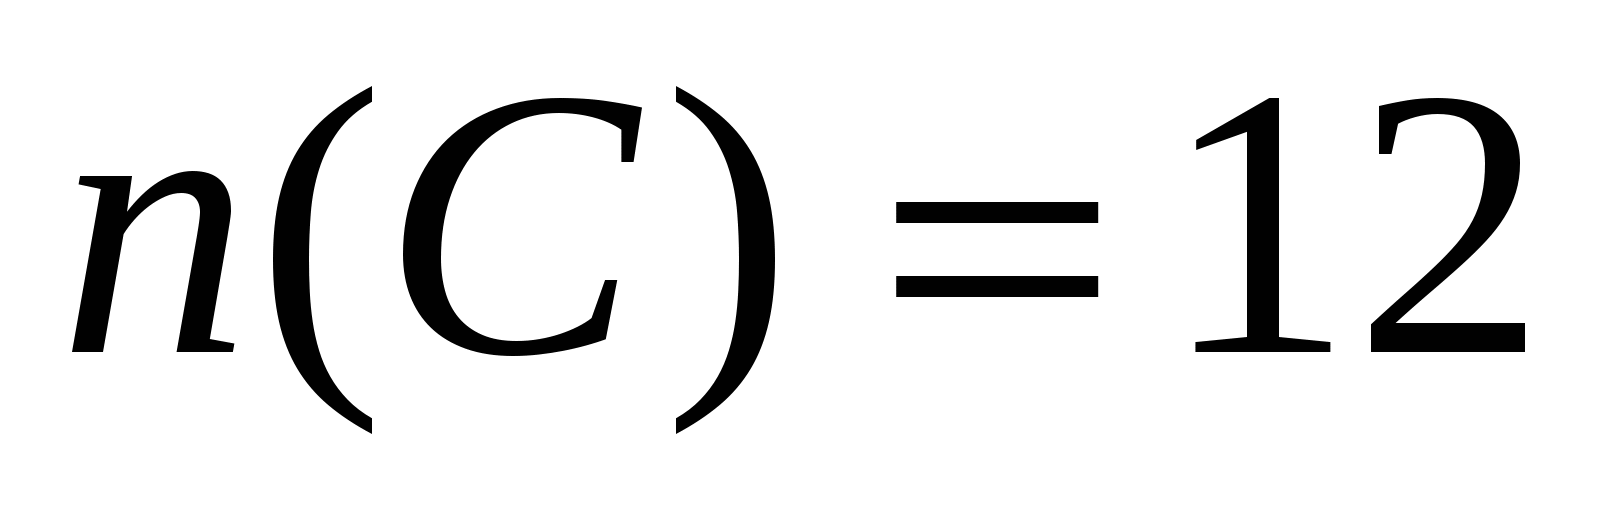 n(C) = 12